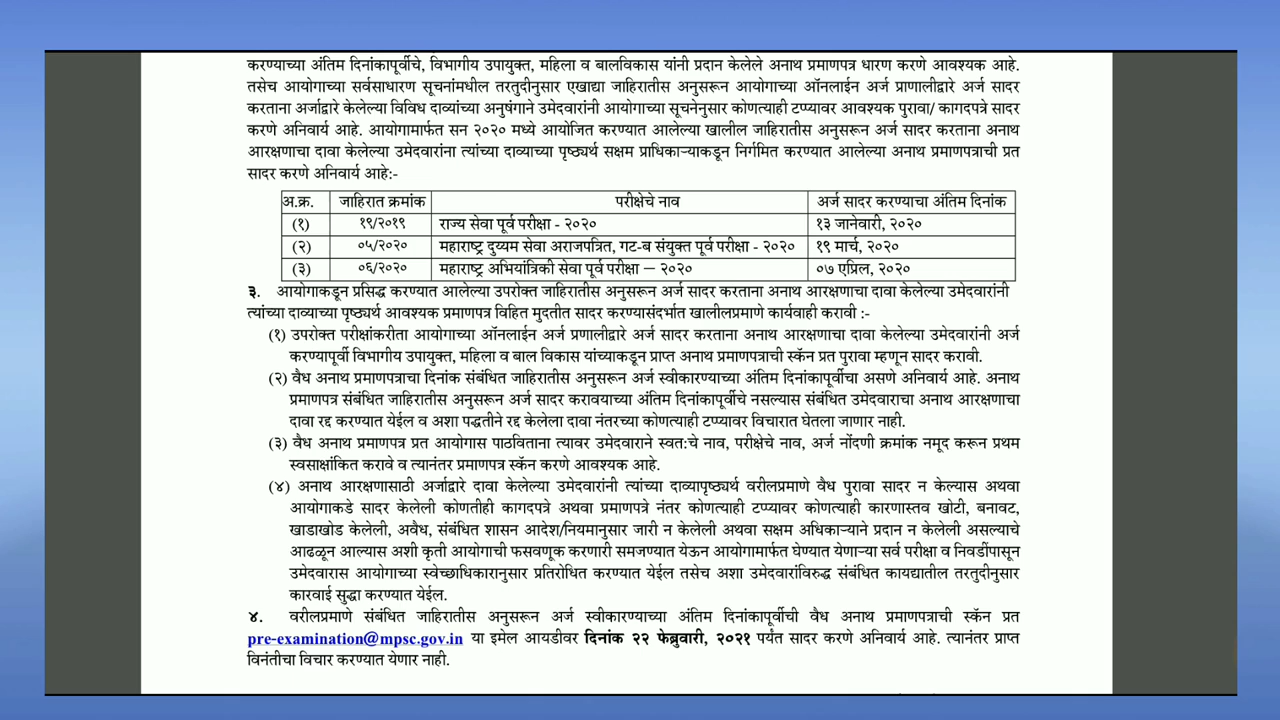 करण्याच्या अंतिम दिनांकापूर्वीचे, विभागीय उपायुक्त, महिला व बालविकास यांनी प्रदान केलेले अनाथ प्रमाणपत्र धारण करणे आवश्यक आहे.
तसेच आयोगाच्या सर्वसाधारण सूचनांमधील तरतुदीनुसार एखाद्या जाहिरातीस अनुसरून आयोगाच्या ऑनलाईन अर्ज प्राणालीद्वारे अर्ज सादर
करताना अर्जाद्वारे केलेल्या विविध दाव्यांच्या अनुषंगाने उमेदवारांनी आयोगाच्या सूचनेनुसार कोणत्याही टप्प्यावर आवश्यक पुरावा/ कागदपत्रे सादर
करणे अनिवार्य आहे. आयोगामार्फत सन २०२० मध्ये आयोजित करण्यात आलेल्या खालील जाहिरातीस अनुसरून अर्ज सादर करताना अनाथ
आरक्षणाचा दावा केलेल्या उमेदवारांना त्यांच्या दाव्याच्या पृष्ठ्यर्थ सक्षम प्राधिकाऱ्याकडून निर्गमित करण्यात आलेल्या अनाथ प्रमाणपत्राची प्रत
सादर करणे अनिवार्य आहे:-
अ.क्र. जाहिरात क्रमांक परीक्षेचे नाव अर्ज सादर करण्याचा अंतिम दिनांक
(१) १९/२०१९ राज्य सेवा पूर्व परीक्षा - २०२० १३ जानेवारी, २०२०
(२) ०५/२०२० महाराष्ट्र दुय्यम सेवा अराजपत्रित, गट-ब संयुक्त पूर्व परीक्षा - २०२० १९ मार्च, २०२०
(३) ०६/२०२० महाराष्ट्र अभियांत्रिकी सेवा पूर्व परीक्षा – २०२० ०७ एप्रिल, २०२०
३. आयोगाकडून प्रसिद्ध करण्यात आलेल्या उपरोक्त जाहिरातीस अनुसरून अर्ज सादर करताना अनाथ आरक्षणाचा दावा केलेल्या उमेदवारांनी
त्यांच्या दाव्याच्या पृष्ठ्यर्थ आवश्यक प्रमाणपत्र विहित मुदतीत सादर करण्यासंदर्भात खालीलप्रमाणे कार्यवाही करावी :-
(१) उपरोक्त परीक्षांकरीता आयोगाच्या ऑनलाईन अर्ज प्रणालीद्वारे अर्ज सादर करताना अनाथ आरक्षणाचा दावा केलेल्या उमेदवारांनी अर्ज
करण्यापूर्वी विभागीय उपायुक्त, महिला व बाल विकास यांच्याकडून प्राप्त अनाथ प्रमाणपत्राची स्कॅन प्रत पुरावा म्हणून सादर करावी.
(२) वैध अनाथ प्रमाणपत्राचा दिनांक संबंधित जाहिरातीस अनुसरून अर्ज स्वीकारण्याच्या अंतिम दिनांकापूर्वीचा असणे अनिवार्य आहे. अनाथ
प्रमाणपत्र संबंधित जाहिरातीस अनुसरून अर्ज सादर करावयाच्या अंतिम दिनांकापूर्वीचे नसल्यास संबंधित उमेदवाराचा अनाथ आरक्षणाचा
दावा रद्द करण्यात येईल व अशा पद्धतीने रद्द केलेला दावा नंतरच्या कोणत्याही टप्प्यावर विचारात घेतला जाणार नाही.
(३) वैध अनाथ प्रमाणपत्र प्रत आयोगास पाठविताना त्यावर उमेदवाराने स्वत:चे नाव, परीक्षेचे नाव, अर्ज नोंदणी क्रमांक नमूद करून प्रथम
स्वसाक्षांकित करावे व त्यानंतर प्रमाणपत्र स्कॅन करणे आवश्यक आहे.
(४) अनाथ आरक्षणासाठी अर्जाद्वारे दावा केलेल्या उमेदवारांनी त्यांच्या दाव्यापृष्ठ्यर्थ वरीलप्रमाणे वैध पुरावा सादर न केल्यास अथवा
आयोगाकडे सादर केलेली कोणतीही कागदपत्रे अथवा प्रमाणपत्रे नंतर कोणत्याही टप्प्यावर कोणत्याही कारणास्तव खोटी, बनावट,
खाडाखोड केलेली, अवैध, संबंधित शासन आदेश/नियमानुसार जारी न केलेली अथवा सक्षम अधिकाऱ्याने प्रदान न केलेली असल्याचे
आढळून आल्यास अशी कृती आयोगाची फसवणूक करणारी समजण्यात येऊन आयोगामार्फत घेण्यात येणाऱ्या सर्व परीक्षा व निवडींपासून
उमेदवारास आयोगाच्या स्वेच्छाधिकारानुसार प्रतिरोधित करण्यात येईल तसेच अशा उमेदवारांविरुद्ध संबंधित कायद्यातील तरतुदीनुसार
कारवाई सुद्धा करण्यात येईल.
४. वरीलप्रमाणे संबंधित जाहिरातीस अनुसरून अर्ज स्वीकारण्याच्या अंतिम दिनांकापूर्वीची वैध अनाथ प्रमाणपत्राची स्कॅन प्रत
pre-examination@mpsc.gov.in या इमेल आयडीवर दिनांक २२ फेब्रुवारी, २०२१ पर्यंत सादर करणे अनिवार्य आहे. त्यानंतर प्राप्त
विनंतीचा विचार करण्यात येणार नाही.